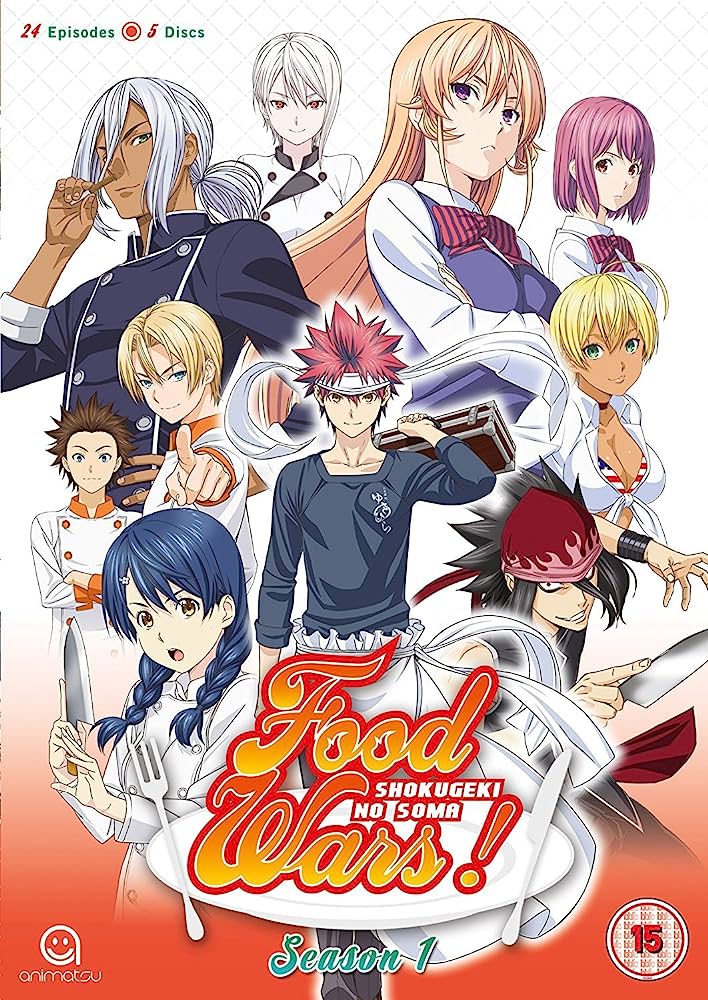 24 Episodes 5 Discs
Food
Wars!
SHOKUGEKI
NO SOMA
Season 1
animatsu
15